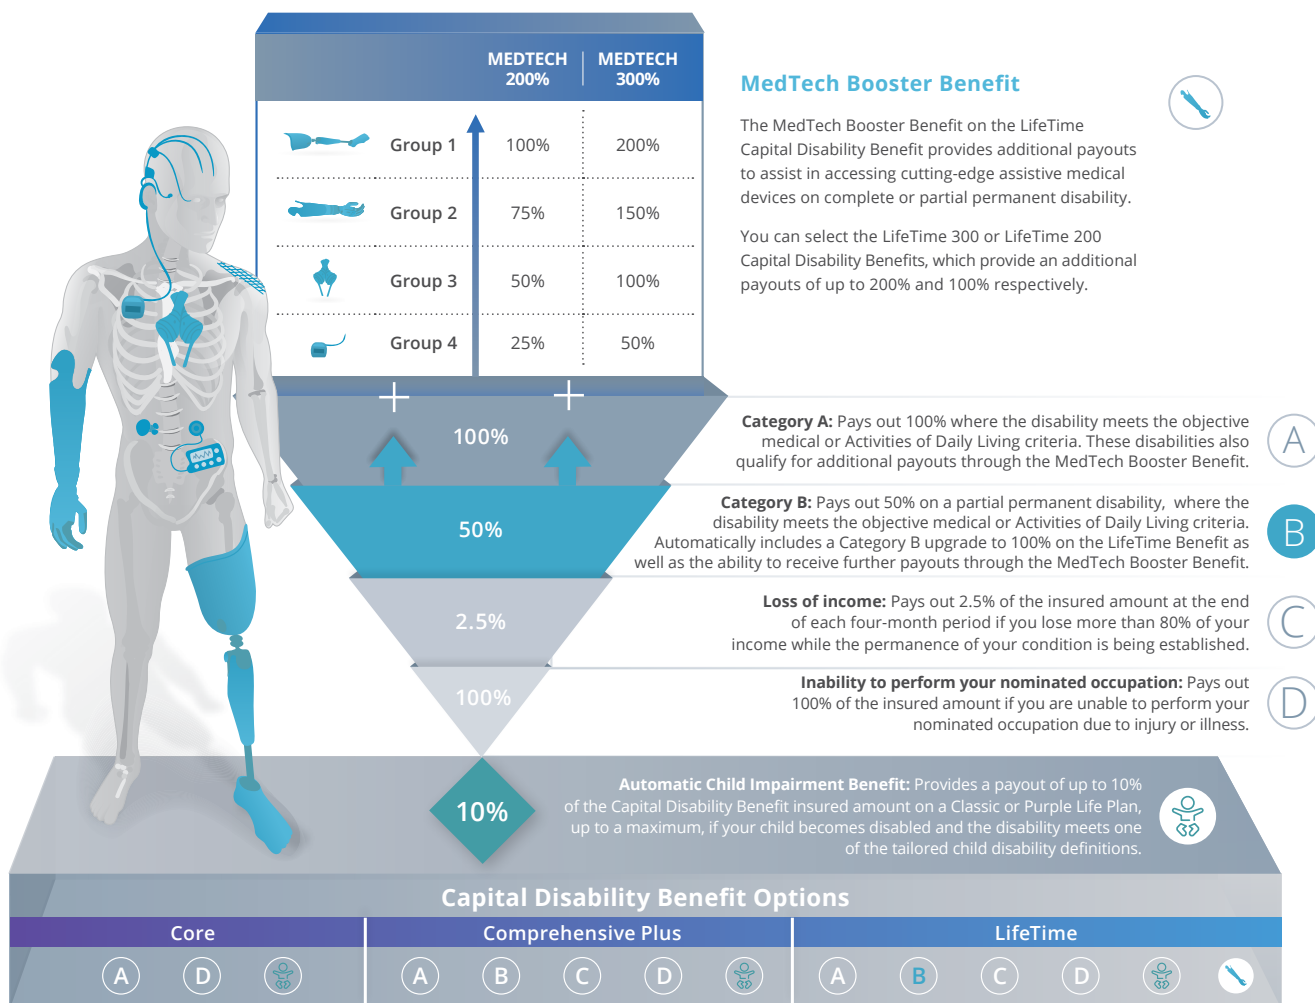 MEDTECH 200% MEDTECH 300%
Group 1 100% 200%
Group 2 75% 150%
Group 3 50% 100%
Group 4 25% 50%
MedTech Booster Benefit
The MedTech Booster Benefit on the LifeTime
Capital Disability Benefit provides additional payouts
to assist in accessing cutting-edge assistive medical
devices on complete or partial permanent disability.
You can select the LifeTime 300 or LifeTime 200
Capital Disability Benefits, which provide an additional
payouts of up to 200% and 100% respectively.
+ +
100%
Category A: Pays out 100% where the disability meets the objective
medical or Activities of Daily Living criteria. These disabilities also
qualify for additional payouts through the MedTech Booster Benefit.
A
50%
Category B: Pays out 50% on a partial permanent disability, where the
disability meets the objective medical or Activities of Daily Living criteria.
Automatically includes a Category B upgrade to 100% on the LifeTime Benefit as
well as the ability to receive further payouts through the MedTech Booster Benefit.
B
2.5%
Loss of income: Pays out 2.5% of the insured amount at the end
of each four-month period if you lose more than 80% of your
income while the permanence of your condition is being established.
C
100%
Inability to perform your nominated occupation: Pays out
100% of the insured amount if you are unable to perform your
nominated occupation due to injury or illness.
D
10%
Automatic Child Impairment Benefit: Provides a payout of up to 10%
of the Capital Disability Benefit insured amount on a Classic or Purple Life Plan,
up to a maximum, if your child becomes disabled and the disability meets one
of the tailored child disability definitions.
Capital Disability Benefit Options
Core Comprehensive Plus LifeTime
A D A B C D A B C D